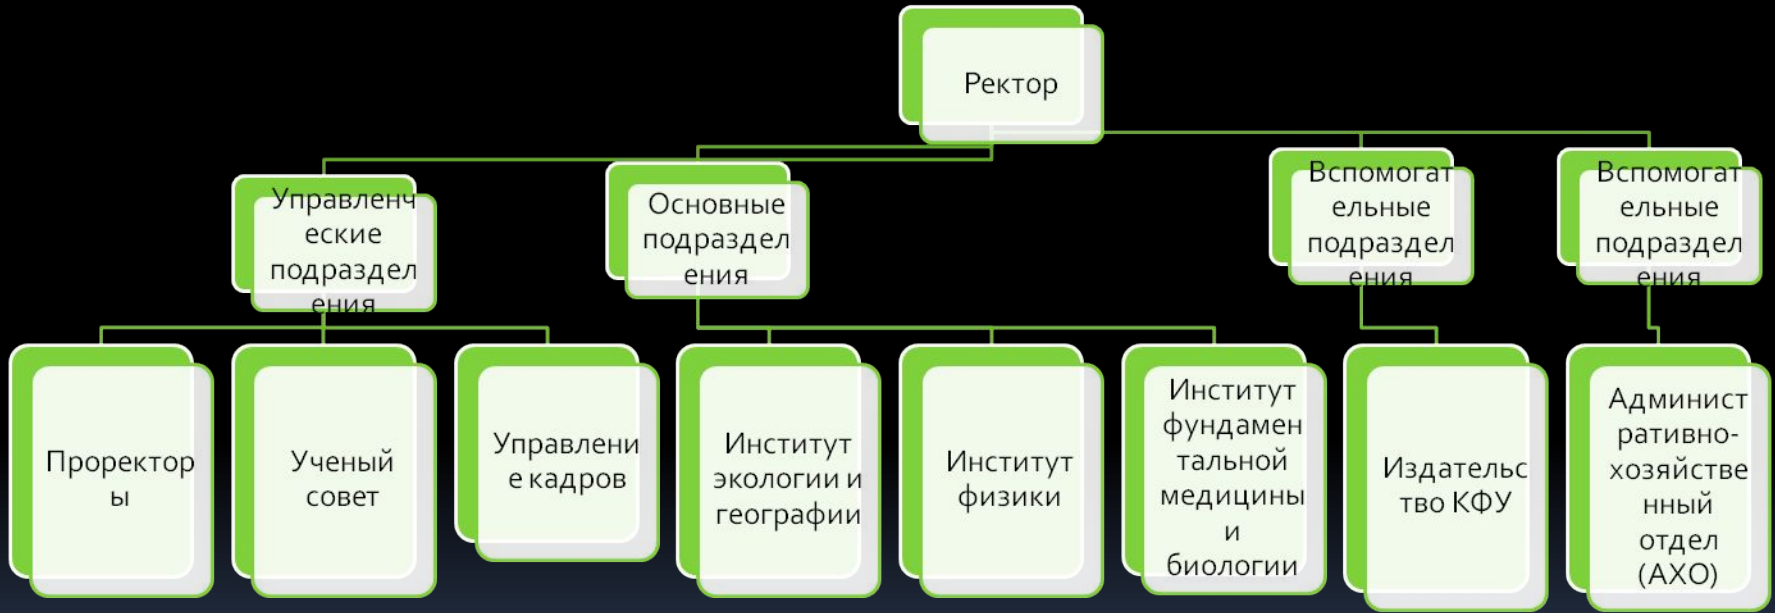 Ректор
Управленч
еские
подраздел
ения
Основные
подраздел
ения
Вспомогат
ельные
подраздел
ения
Вспомогат
ельные
подраздел
ения
Проректор
ы
Ученый
совет
Управлени
е кадров
Институт
экологии и
географии
Институт
физики
Институт
фундамен
тальной
медицины
и
биологии
Издательс
тво КФУ
Админист
ративно-
хозяйстве
нный
отдел
(АХО)